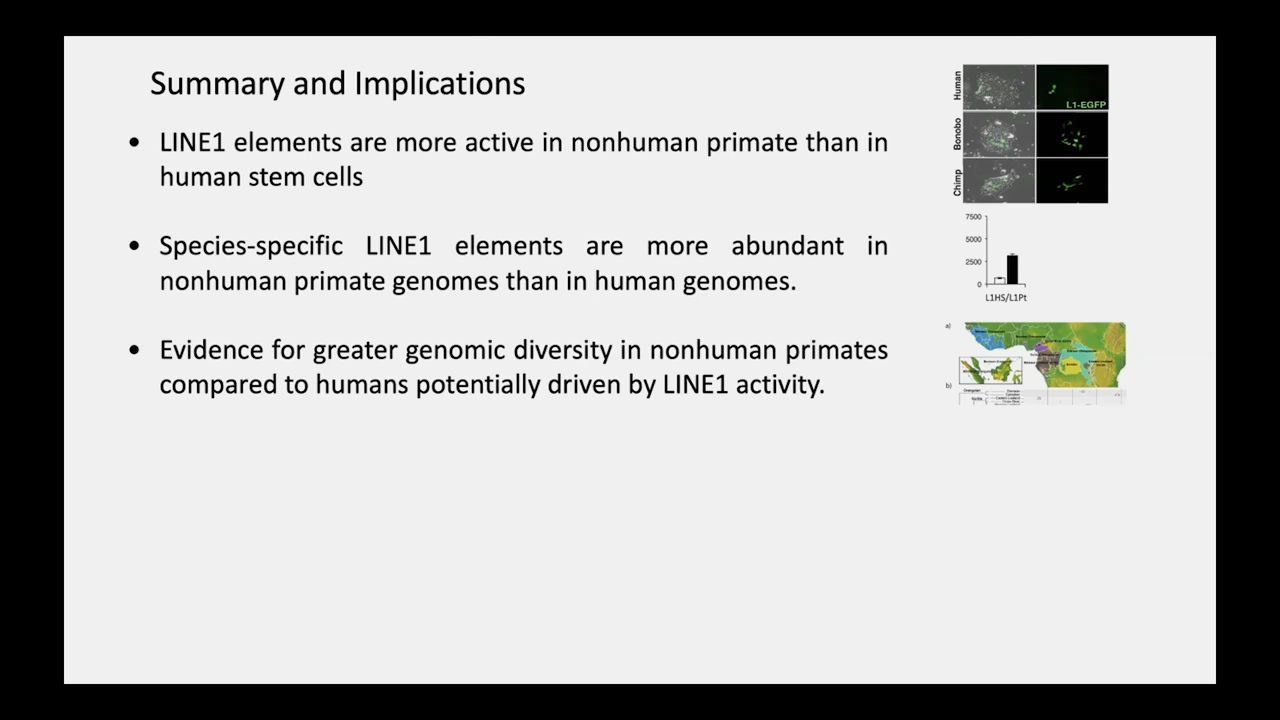 Summary and Implications
• LINE1 elements are more active in nonhuman primate than in
human stem cells
• Species-specific LINE1 elements are more abundant in
nonhuman primate genomes than in human genomes.
• Evidence for greater genomic diversity in nonhuman primates
compared to humans potentially driven by LINE1 activity.
Human
L1-EGFP
Bonobo
Chimp
7500
5000
2500
0
L1HS/L1Pt
a)
b)